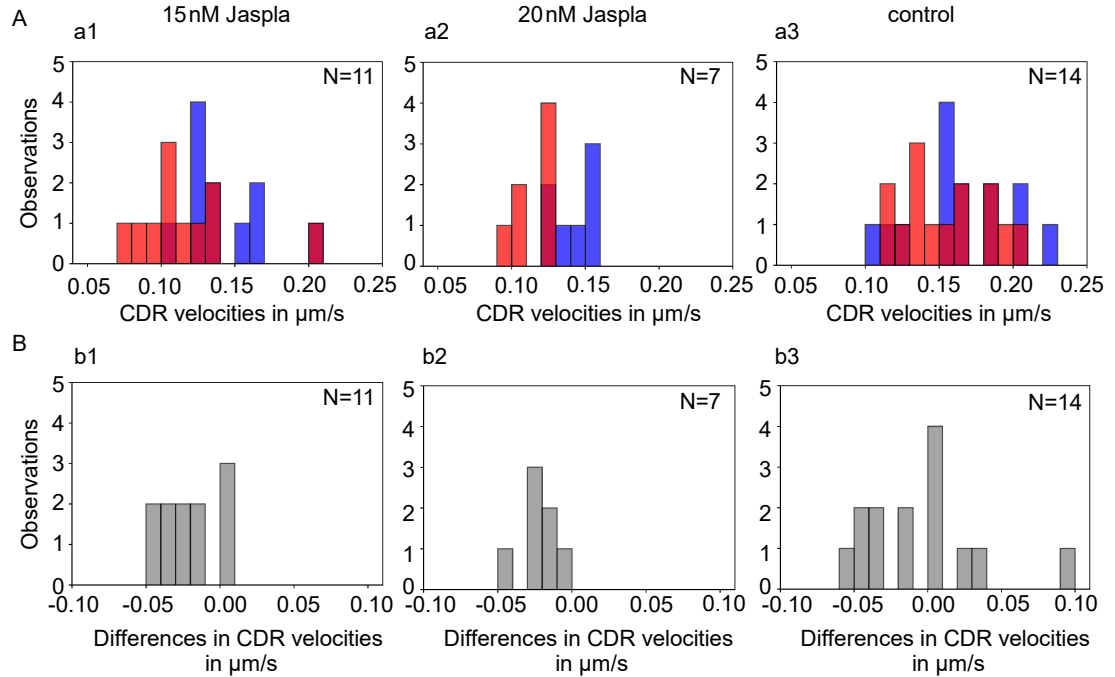 A
15 nM Jaspla
20 nM Jaspla
control
a1
a2
a3
5
4
3
2
1
0
Observations
N=11
0.05
0.10
0.15
0.20
0.25
CDR velocities in µm/s
5
4
3
2
1
0
N=7
0.05
0.10
0.15
0.20
0.25
CDR velocities in µm/s
5
4
3
2
1
0
N=14
0.05
0.10
0.15
0.20
0.25
CDR velocities in µm/s
B
b1
b2
b3
5
4
3
2
1
0
Observations
N=11
-0.10
-0.05
0.00
0.05
0.10
Differences in CDR velocities
in µm/s
5
4
3
2
1
0
N=7
-0.10
-0.05
0.00
0.05
0.10
Differences in CDR velocities
in µm/s
5
4
3
2
1
0
N=14
-0.10
-0.05
0.00
0.05
0.10
Differences in CDR velocities
in µm/s